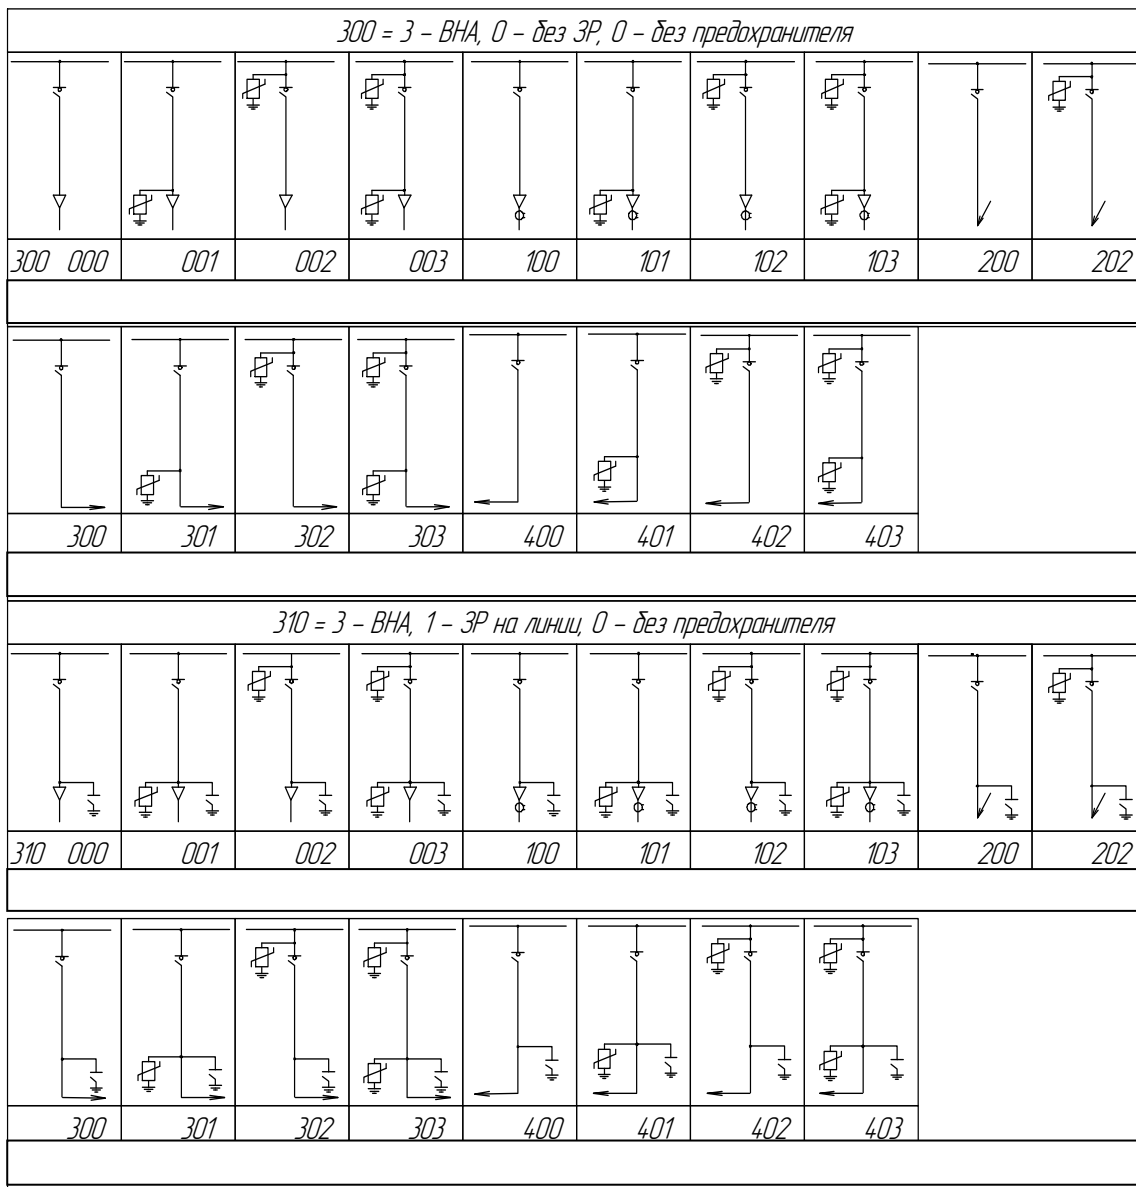 300 = 3 - ВНА, 0 - без ЗР, 0 - без предохранителя
300 000 001 002 003 100 101 102 103 200 202
300 301 302 303 400 401 402 403
310 = 3 - ВНА, 1 - ЗР на линии, 0 - без предохранителя
310 000 001 002 003 100 101 102 103 200 202
300 301 302 303 400 401 402 403